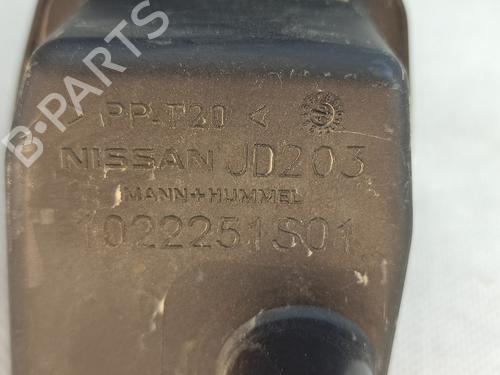 > PP-T20 <
NISSAN JD203
MANN+HUMMEL
1022251S01
B-PARTS